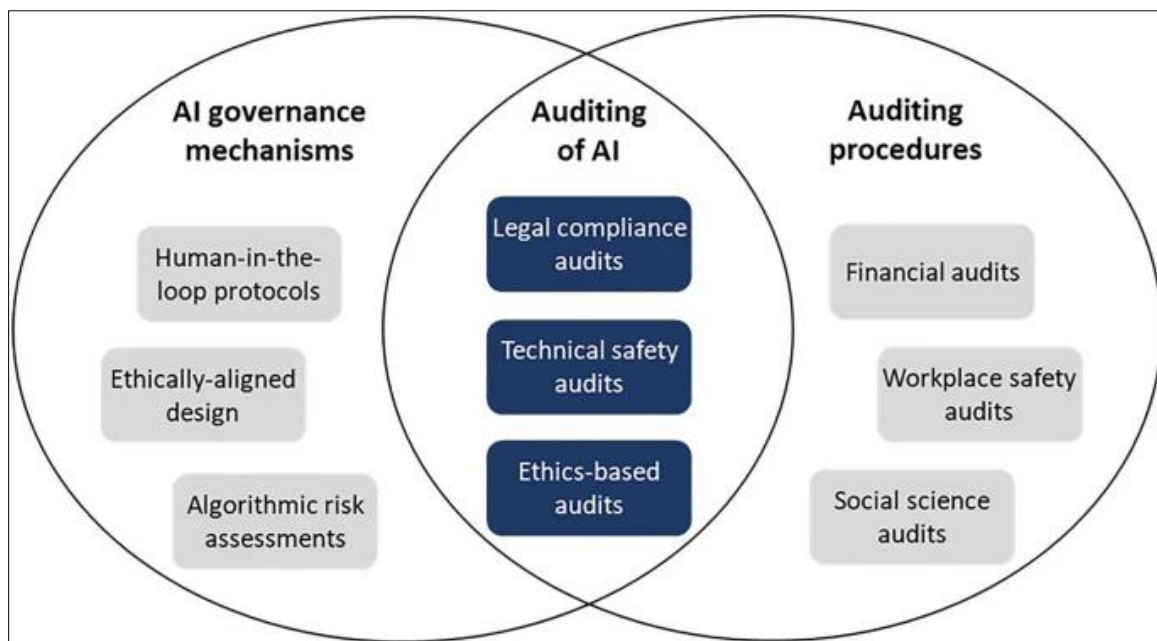 AI governance
mechanisms
Human-in-the-
loop protocols
Ethically-aligned
design
Algorithmic risk
assessments
Auditing
of AI
Legal compliance
audits
Technical safety
audits
Ethics-based
audits
Auditing
procedures
Financial audits
Workplace safety
audits
Social science
audits